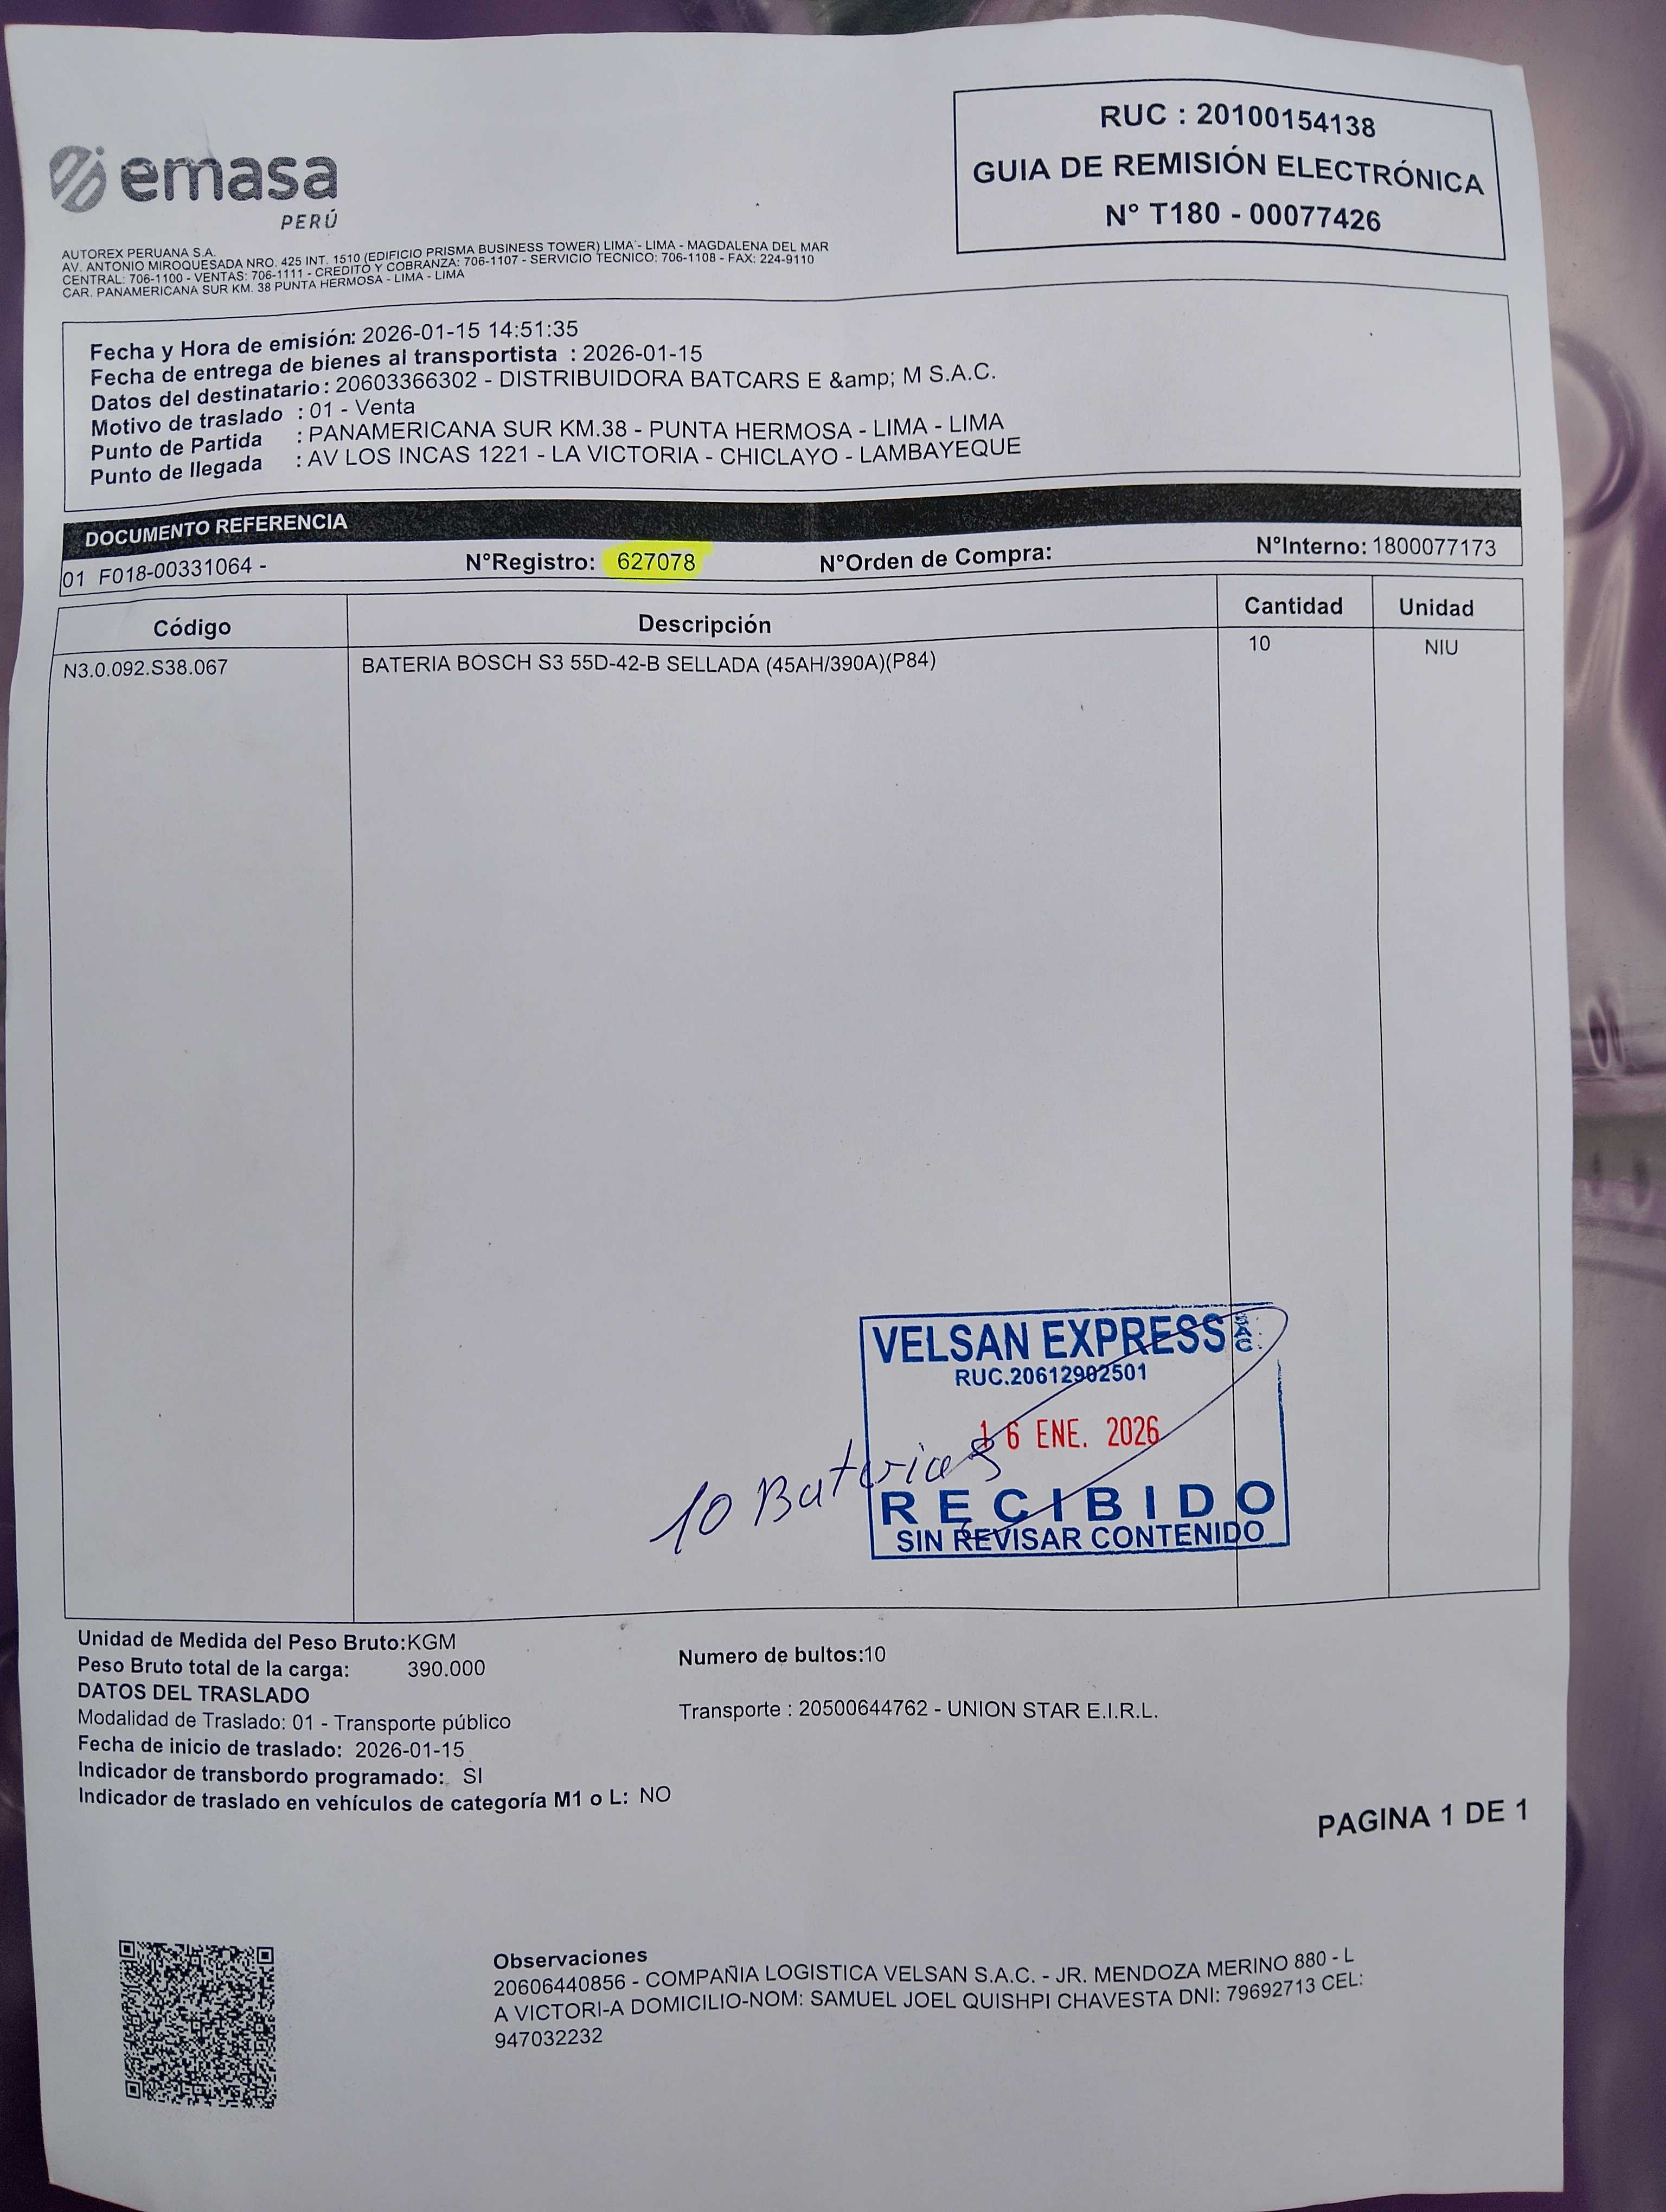 emasa
PERÚ
RUC : 20100154138
GUIA DE REMISIÓN ELECTRÓNICA
N° T180 - 00077426
AUTOREX PERUANA S.A.
AV. ANTONIO MIROQUESADA NRO. 425 INT. 1510 (EDIFICIO PRISMA BUSINESS TOWER) LIMA - LIMA - MAGDALENA DEL MAR
CENTRAL: 706-1100 - VENTAS: 706-1111 - CREDITO Y COBRANZA: 706-1107 - SERVICIO TECNICO: 706-1108 - FAX: 224-9110
CAR. PANAMERICANA SUR KM. 38 PUNTA HERMOSA - LIMA - LIMA
Fecha y Hora de emisión: 2026-01-15 14:51:35
Fecha de entrega de bienes al transportista : 2026-01-15
Datos del destinatario: 20603366302 - DISTRIBUIDORA BATCARS E &amp; M S.A.C.
Motivo de traslado : 01 - Venta
Punto de Partida : PANAMERICANA SUR KM.38 - PUNTA HERMOSA - LIMA - LIMA
Punto de llegada : AV LOS INCAS 1221 - LA VICTORIA - CHICLAYO - LAMBAYEQUE
DOCUMENTO REFERENCIA
01 F018-00331064 - N°Registro: 627078 N°Orden de Compra: N°Interno: 1800077173
Código Descripción Cantidad Unidad
N3.0.092.S38.067 BATERIA BOSCH S3 55D-42-B SELLADA (45AH/390A)(P84) 10 NIU
VELSAN EXPRESS SAC
RUC.20612902501
16 ENE. 2026
10 Baterias
RECIBIDO
SIN REVISAR CONTENIDO
Unidad de Medida del Peso Bruto:KGM
Peso Bruto total de la carga: 390.000
Numero de bultos:10
DATOS DEL TRASLADO
Modalidad de Traslado: 01 - Transporte público
Transporte : 20500644762 - UNION STAR E.I.R.L.
Fecha de inicio de traslado: 2026-01-15
Indicador de transbordo programado: SI
Indicador de traslado en vehículos de categoría M1 o L: NO
PAGINA 1 DE 1
Observaciones
20606440856 - COMPAÑIA LOGISTICA VELSAN S.A.C. - JR. MENDOZA MERINO 880 - L
A VICTORI-A DOMICILIO-NOM: SAMUEL JOEL QUISHPI CHAVESTA DNI: 79692713 CEL:
947032232